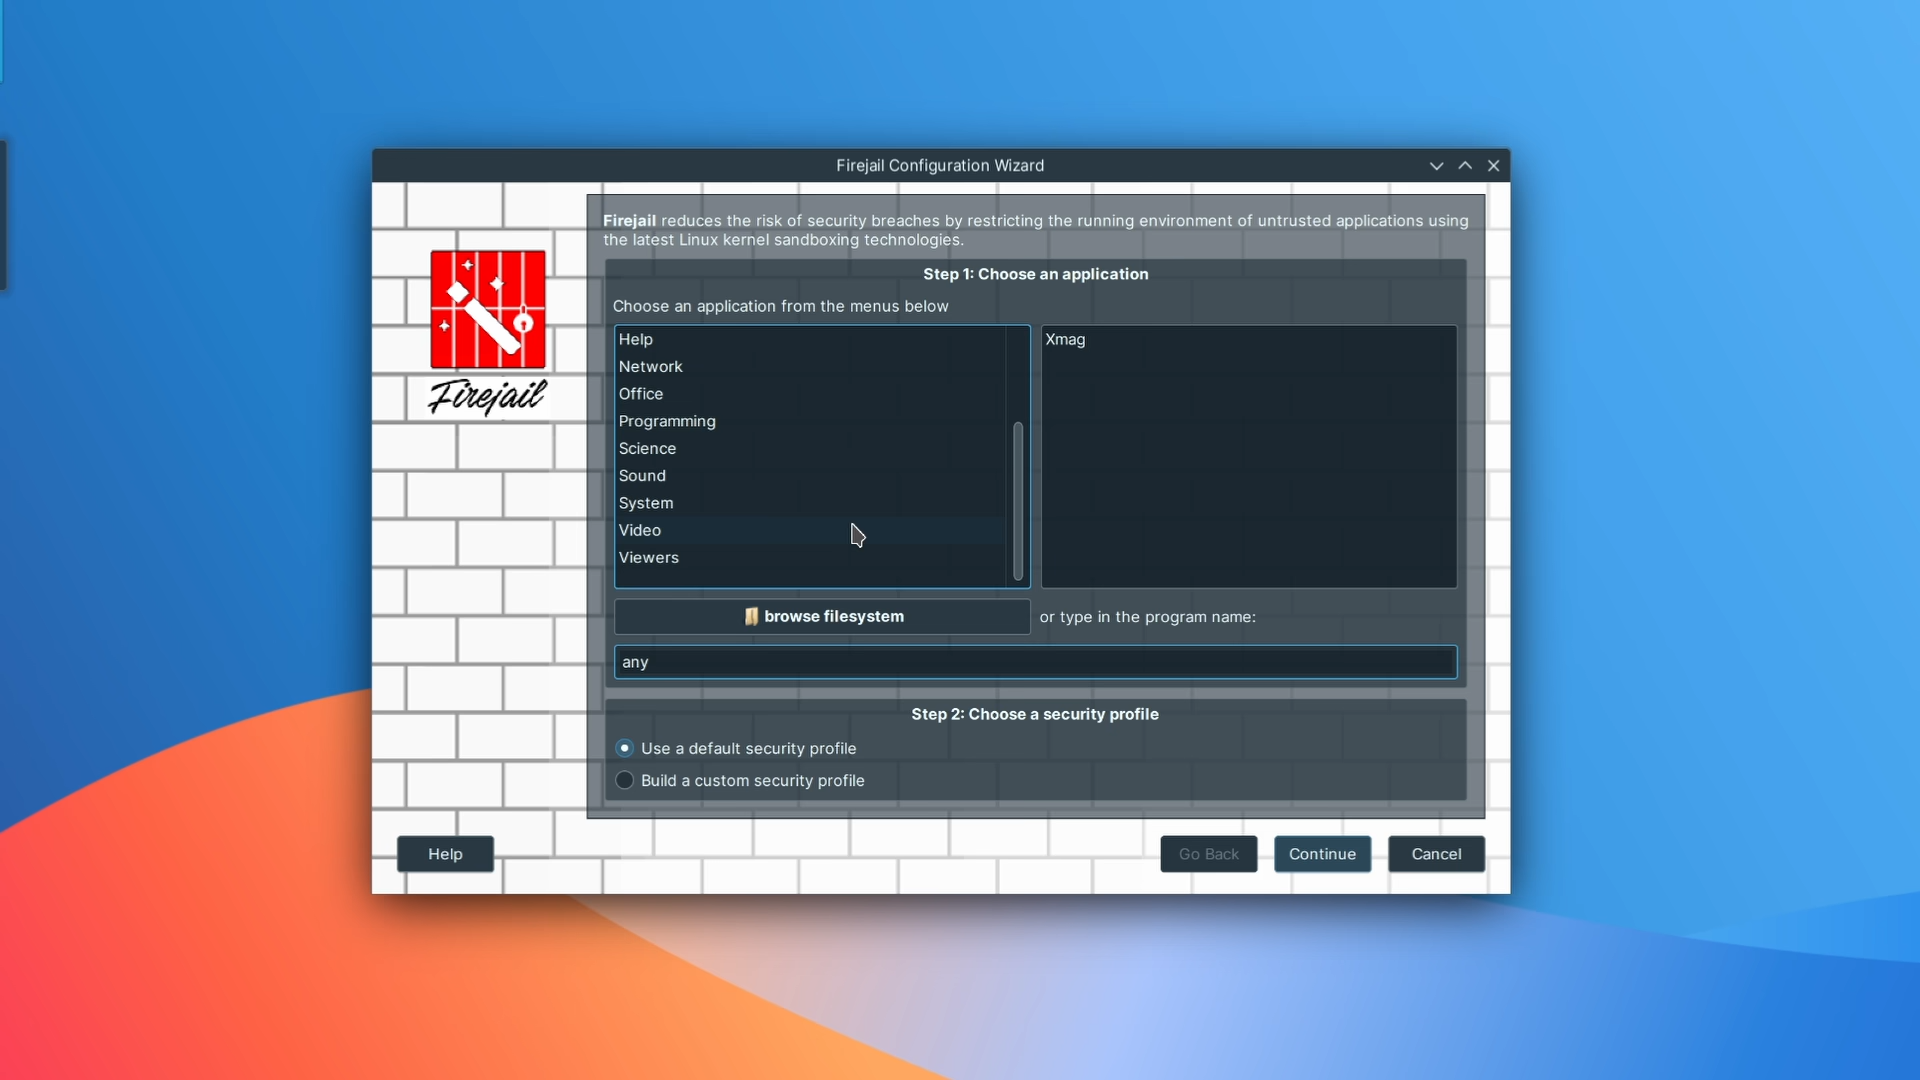 Firejail Configuration Wizard
Firejail reduces the risk of security breaches by restricting the running environment of untrusted applications using
the latest Linux kernel sandboxing technologies.
Firejail
Step 1: Choose an application
Choose an application from the menus below
Help
Network
Office
Programming
Science
Sound
System
Video
Viewers
Xmag
browse filesystem
or type in the program name:
any
Step 2: Choose a security profile
Use a default security profile
Build a custom security profile
Help
Go Back
Continue
Cancel